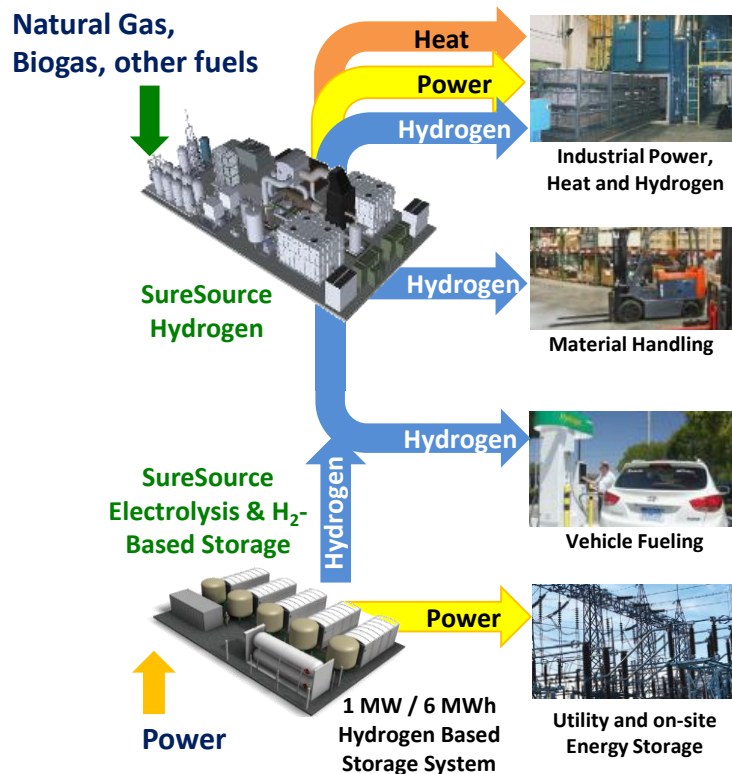 Natural Gas,
Biogas, other fuels
Heat
Power
Hydrogen
Industrial Power,
Heat and Hydrogen
SureSource
Hydrogen
Hydrogen
Material Handling
Hydrogen
Hydrogen
Vehicle Fueling
SureSource
Electrolysis & H₂-
Based Storage
Power
Power
1 MW / 6 MWh
Hydrogen Based
Storage System
Utility and on-site
Energy Storage